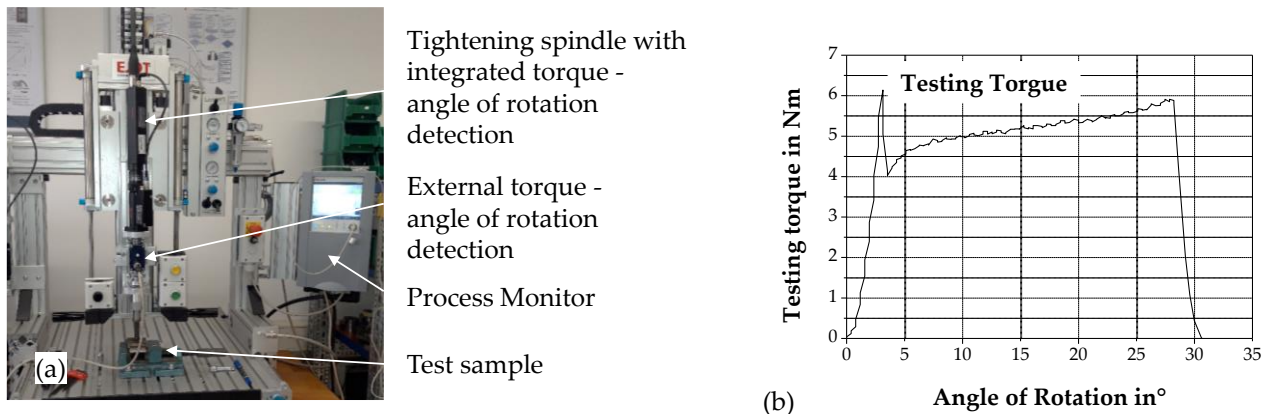 EJOT
Tightening spindle with
integrated torque -
angle of rotation
detection
External torque -
angle of rotation
detection
Process Monitor
Test sample
(a)
Testing Torgue
Testing torque in Nm
7
6
5
4
3
2
1
0
0 5 10 15 20 25 30 35
Angle of Rotation in°
(b)